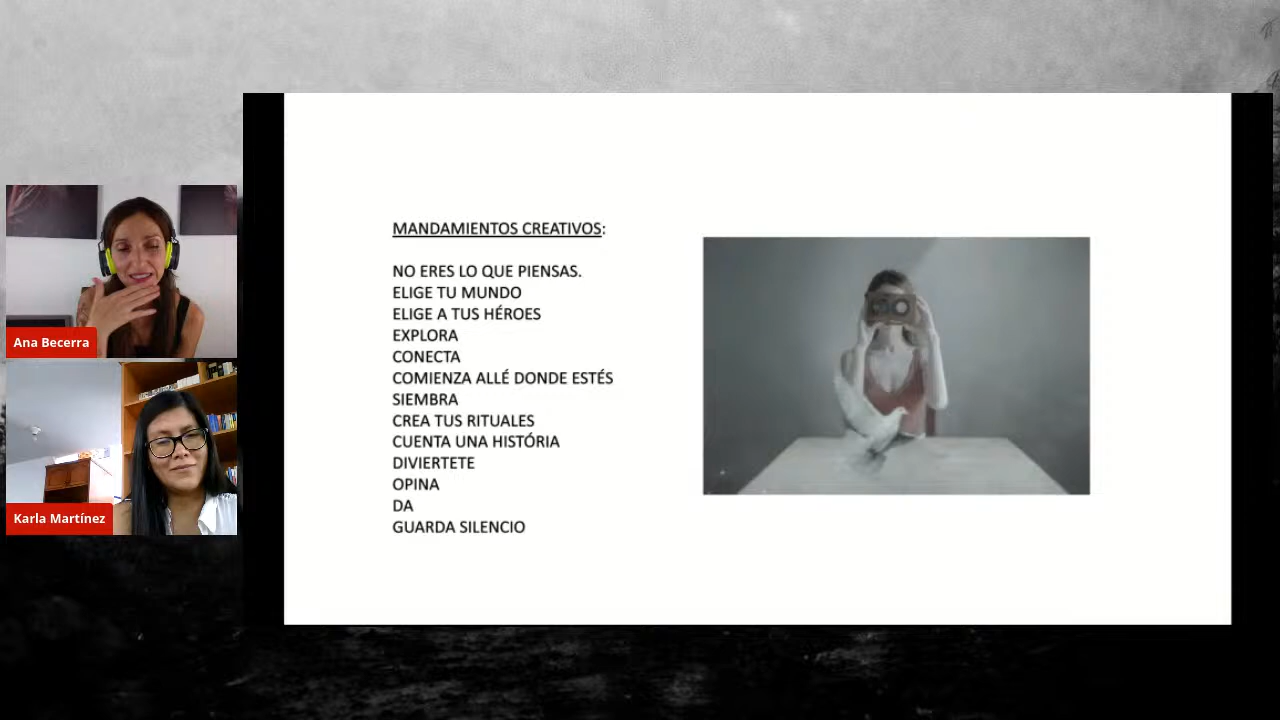 Ana Becerra
Karla Martínez
MANDAMIENTOS CREATIVOS:
NO ERES LO QUE PIENSAS.
ELIGE TU MUNDO
ELIGE A TUS HÉROES
EXPLORA
CONECTA
COMIENZA ALLÉ DONDE ESTÉS
SIEMBRA
CREA TUS RITUALES
CUENTA UNA HISTÓRIA
DIVIERTETE
OPINA
DA
GUARDA SILENCIO